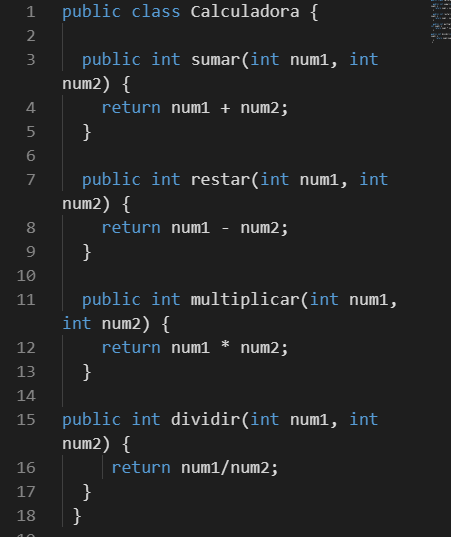 1 public class Calculadora {
2
3 public int sumar(int num1, int
num2) {
4 return num1 + num2;
5 }
6
7 public int restar(int num1, int
num2) {
8 return num1 - num2;
9 }
10
11 public int multiplicar(int num1,
int num2) {
12 return num1 * num2;
13 }
14
15 public int dividir(int num1, int
num2) {
16 return num1/num2;
17 }
18 }